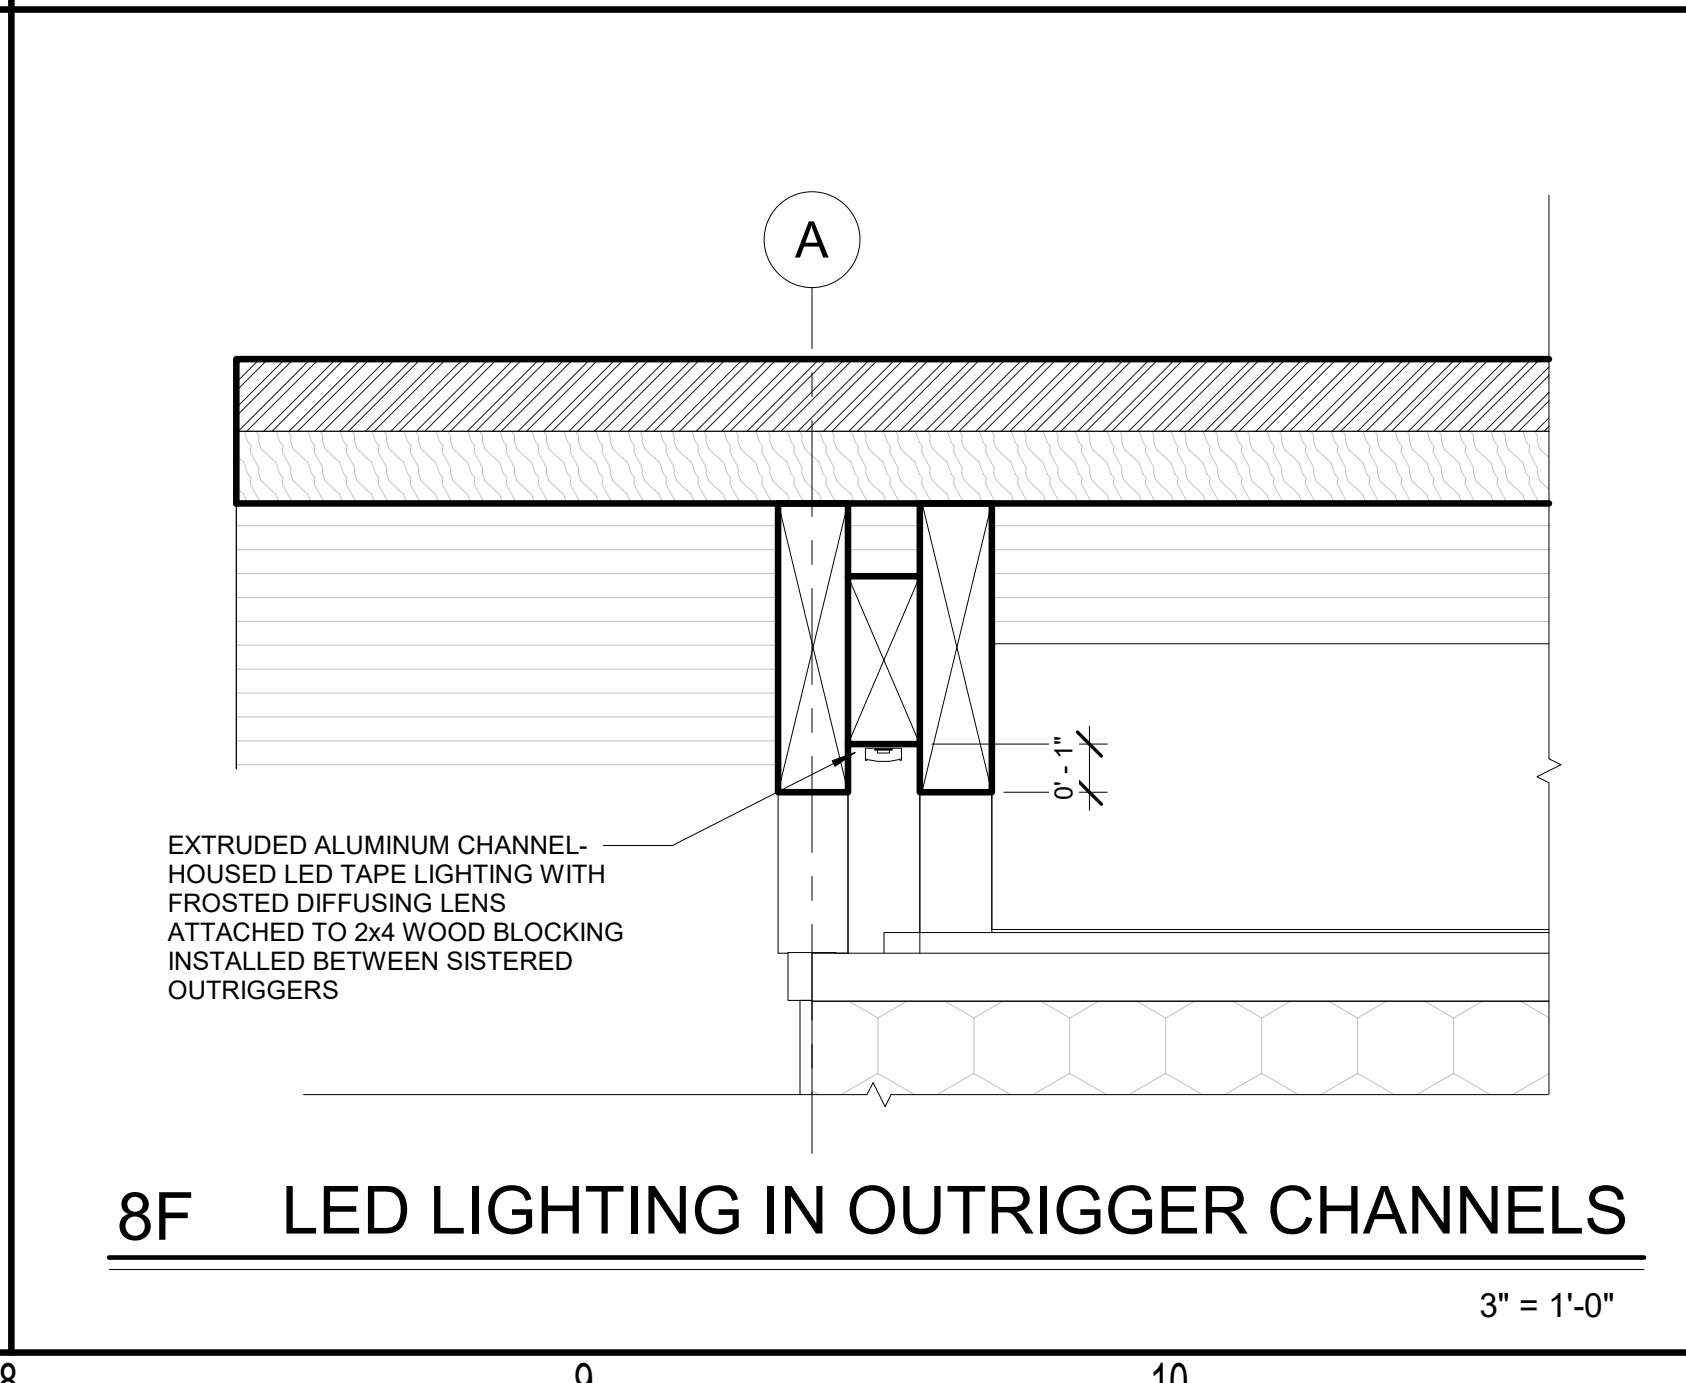 A
0' - 1"
EXTRUDED ALUMINUM CHANNEL-
HOUSED LED TAPE LIGHTING WITH
FROSTED DIFFUSING LENS
ATTACHED TO 2x4 WOOD BLOCKING
INSTALLED BETWEEN SISTERED
OUTRIGGERS
8F LED LIGHTING IN OUTRIGGER CHANNELS
3" = 1'-0"
8 9 10